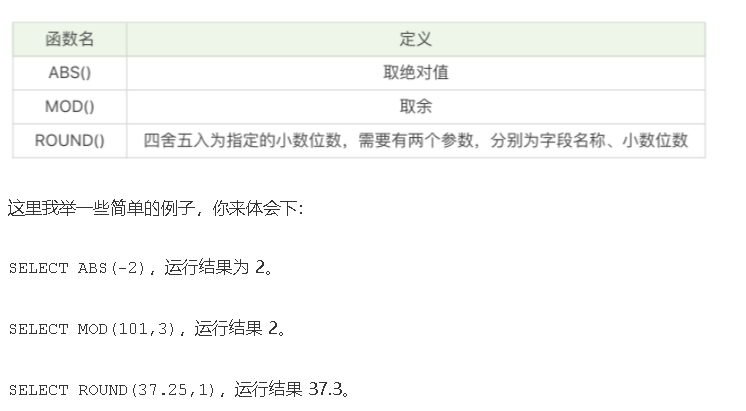 函数名 定义
ABS() 取绝对值
MOD() 取余
ROUND() 四舍五入为指定的小数位数，需要有两个参数，分别为字段名称、小数位数
这里我举一些简单的例子，你来体会下：
SELECT ABS(-2)，运行结果为 2。
SELECT MOD(101,3)，运行结果 2。
SELECT ROUND(37.25,1)，运行结果 37.3。